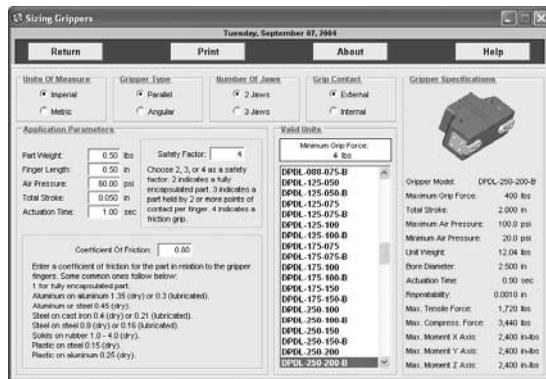 Sizing Grippers
Tuesday, September 07, 2004
Return
Print
About
Help
Units Of Measure
Imperial
Metric
Gripper Type
Parallel
Angular
Number Of Jaws
2 Jaws
3 Jaws
Grip Contact
External
Internal
Application Parameters
Part Weight: 0.50 lbs
Finger Length: 0.50 in
Air Pressure: 60.00 psi
Total Stroke: 0.050 in
Actuation Time: 1.00 sec
Safety Factor: 4
Choose 2, 3, or 4 as a safety
factor. 2 indicates a fully
encapsulated part. 3 indicates a
part held by 2 or more points of
contact per finger. 4 indicates a
friction grip.
Coefficient Of Friction: 0.80
Enter a coefficient of friction for the part in relation to the gripper
fingers. Some common ones follow below:
1 for fully encapsulated part.
Aluminum on aluminum 1.35 (dry) or 0.3 (lubricated).
Aluminum or steel 0.45 (dry).
Steel on cast iron 0.4 (dry) or 0.21 (lubricated).
Steel on steel 0.8 (dry) or 0.16 (lubricated).
Solids on rubber 1.0 - 4.0 (dry).
Plastic on steel 0.15 (dry).
Plastic on aluminum 0.25 (dry).
Valid Units
Minimum Grip Force:
4 lbs
DPDL-088-075-B
DPDL-125-050
DPDL-125-050-B
DPDL-125-075
DPDL-125-075-B
DPDL-125-100
DPDL-125-100-B
DPDL-175-075
DPDL-175-075-B
DPDL-175-100
DPDL-175-100-B
DPDL-175-150
DPDL-175-150-B
DPDL-250-100
DPDL-250-100-B
DPDL-250-150
DPDL-250-150-B
DPDL-250-200
DPDL-250-200-B
Gripper Specifications
Gripper Model: DPDL-250-200-B
Maximum Grip Force: 400 lbs
Total Stroke: 2.000 in
Maximum Air Pressure: 100.0 psi
Minimum Air Pressure: 20.0 psi
Unit Weight: 12.04 lbs
Bore Diameter: 2.500 in
Actuation Time: 0.90 sec
Repeatability: 0.0010 in
Max. Tensile Force: 1,720 lbs
Max. Compress. Force: 3,440 lbs
Max. Moment X Axis: 2,400 in-lbs
Max. Moment Y Axis: 2,400 in-lbs
Max. Moment Z Axis: 2,400 in-lbs